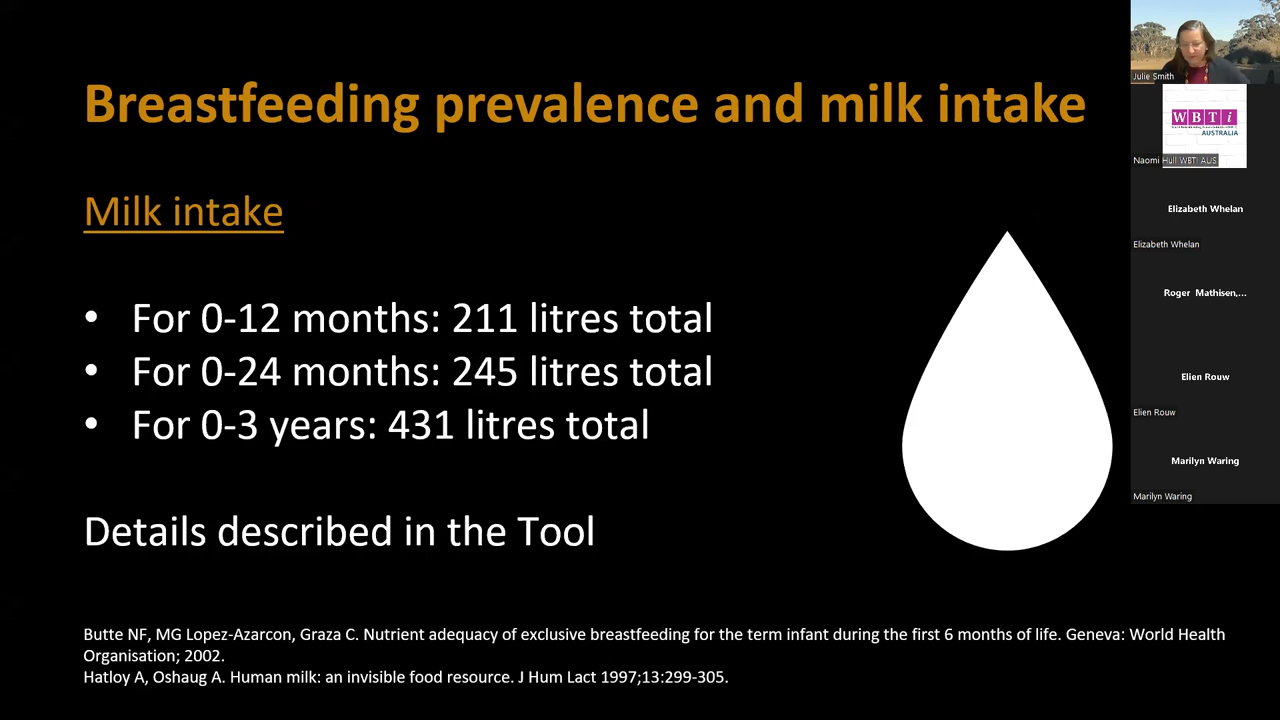 Breastfeeding prevalence and milk intake
Milk intake
• For 0-12 months: 211 litres total
• For 0-24 months: 245 litres total
• For 0-3 years: 431 litres total
Details described in the Tool
Butte NF, MG Lopez-Azarcon, Graza C. Nutrient adequacy of exclusive breastfeeding for the term infant during the first 6 months of life. Geneva: World Health
Organisation; 2002.
Hatloy A, Oshaug A. Human milk: an invisible food resource. J Hum Lact 1997;13:299-305.
Julie Smith
WBTi
AUSTRALIA
Naomi Hull WBTI AUS
Elizabeth Whelan
Elizabeth Whelan
Roger Mathisen,...
Elien Rouw
Elien Rouw
Marilyn Waring
Marilyn Waring